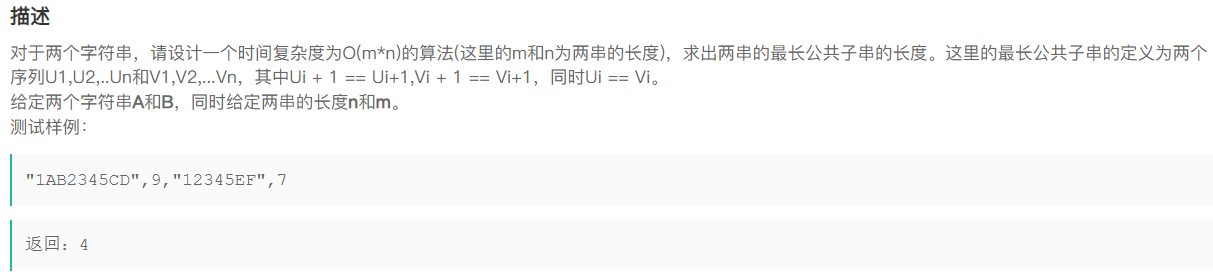 描述
对于两个字符串，请设计一个时间复杂度为O(m*n)的算法(这里的m和n为两串的长度)，求出两串的最长公共子串的长度。这里的最长公共子串的定义为两个
序列U1,U2,..Un和V1,V2,...Vn，其中Ui + 1 == Ui+1,Vi + 1 == Vi+1，同时Ui == Vi。
给定两个字符串A和B，同时给定两串的长度n和m。
测试样例：
"1AB2345CD",9,"12345EF",7
返回：4